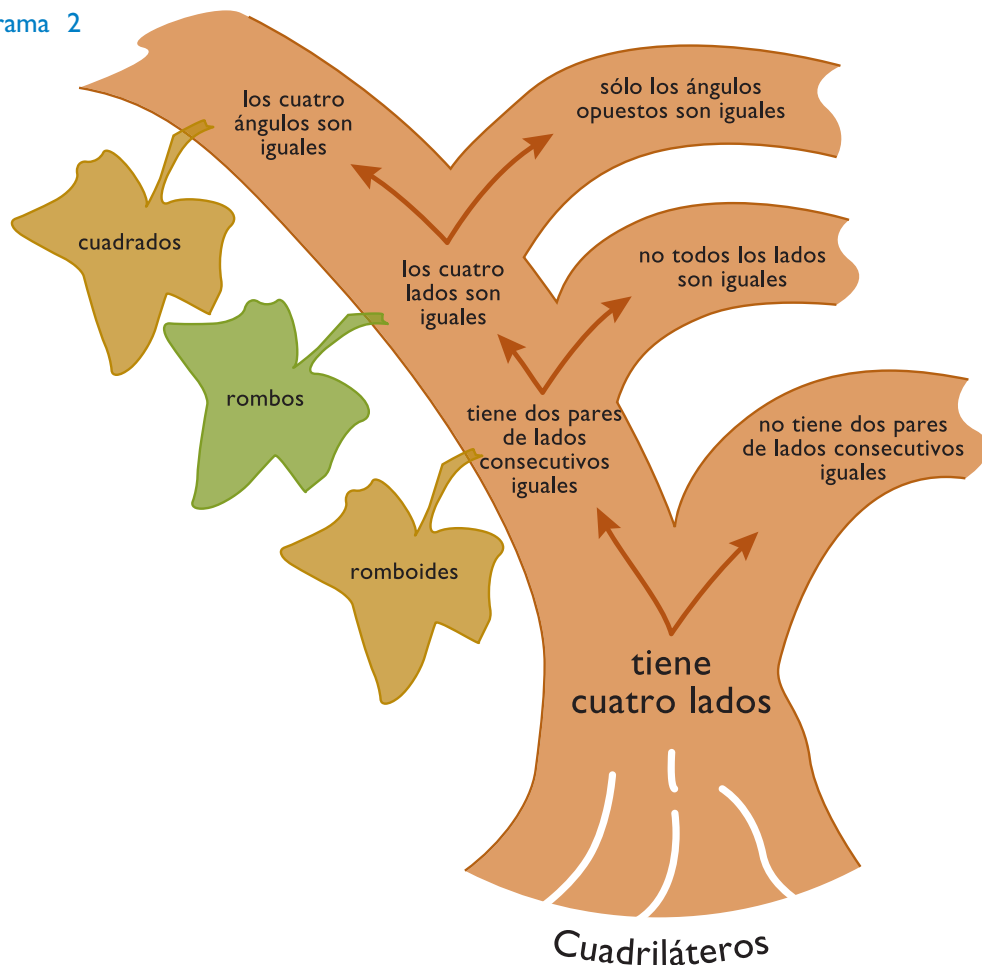 rama 2
los cuatro
ángulos son
iguales
sólo los ángulos
opuestos son iguales
cuadrados
los cuatro
lados son
iguales
no todos los lados
son iguales
rombos
tiene dos pares
de lados
consecutivos
iguales
no tiene dos pares
de lados consecutivos
iguales
romboides
tiene
cuatro lados
Cuadriláteros